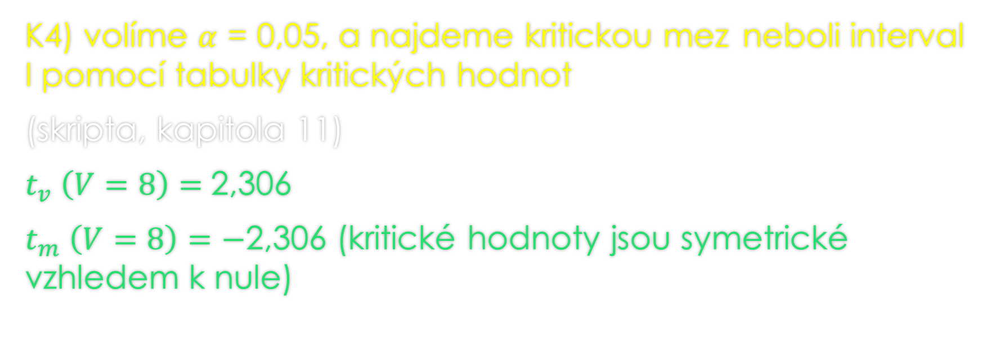 K4) volíme α = 0,05, a najdeme kritickou mez neboli interval
I pomocí tabulky kritických hodnot
(skripta, kapitola 11)
t_v (V = 8) = 2,306
t_m (V = 8) = −2,306 (kritické hodnoty jsou symetrické
vzhledem k nule)